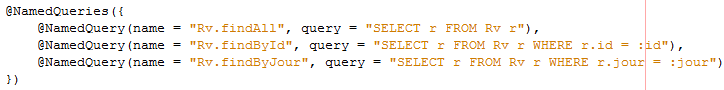 @NamedQueries({
@NamedQuery(name = "Rv.findAll", query = "SELECT r FROM Rv r"),
@NamedQuery(name = "Rv.findById", query = "SELECT r FROM Rv r WHERE r.id = :id"),
@NamedQuery(name = "Rv.findByJour", query = "SELECT r FROM Rv r WHERE r.jour = :jour")
})